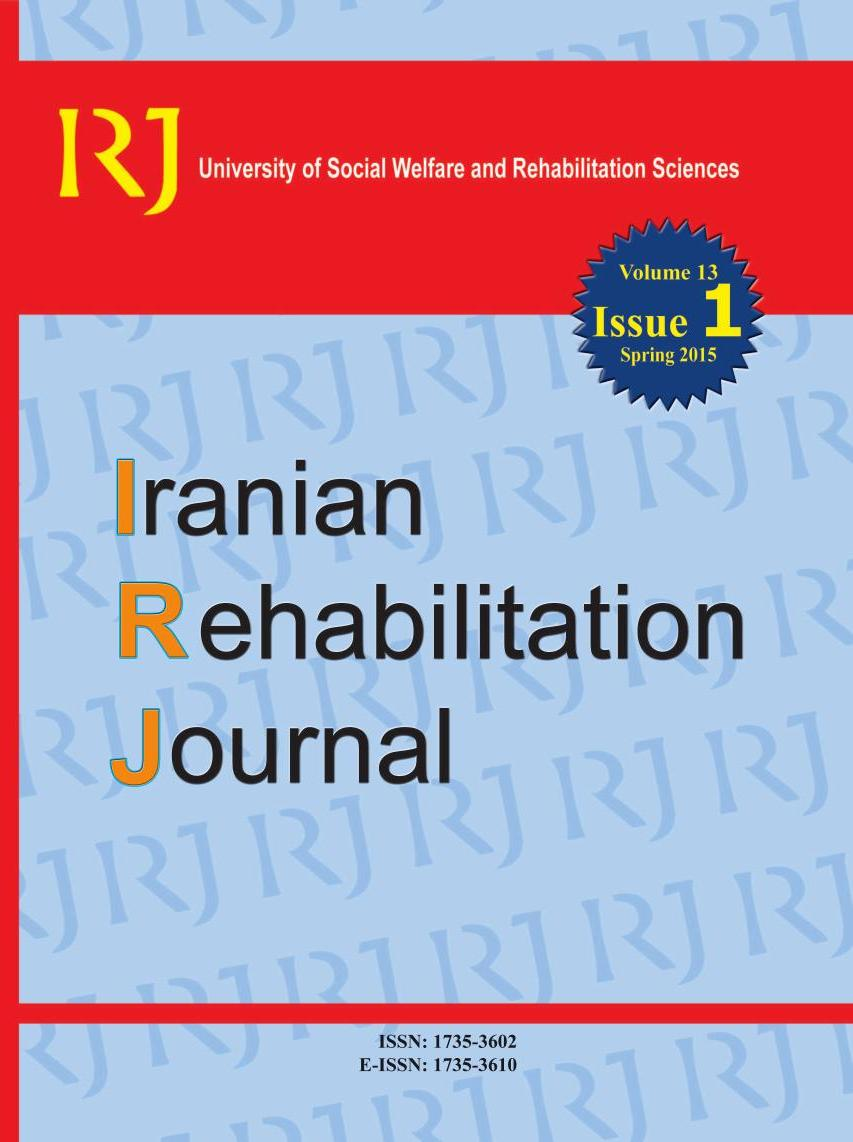 IRJ
University of Social Welfare and Rehabilitation Sciences
Volume 13
Issue 1
Spring 2015
Iranian
Rehabilitation
Journal
ISSN: 1735-3602
E-ISSN: 1735-3610